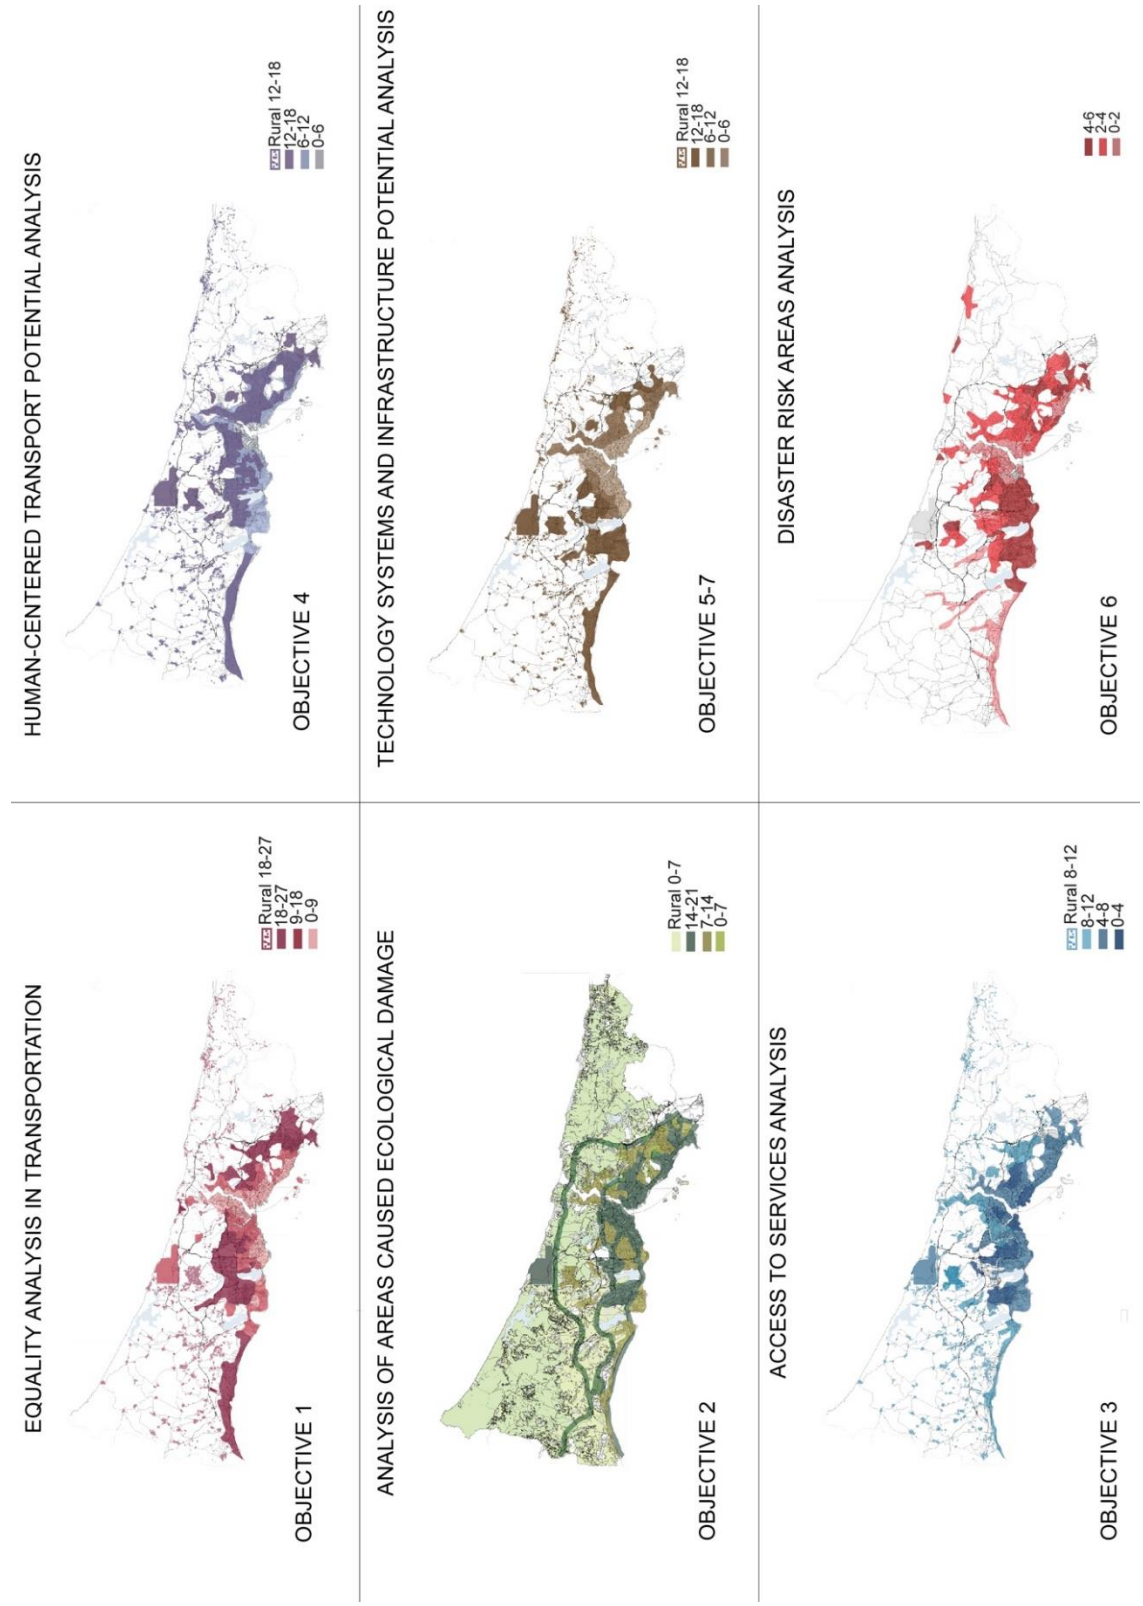 EQUALITY ANALYSIS IN TRANSPORTATION
Rural 18-27
18-27
9-18
0-9
OBJECTIVE 1
HUMAN-CENTERED TRANSPORT POTENTIAL ANALYSIS
Rural 12-18
12-18
6-12
0-6
OBJECTIVE 4
ANALYSIS OF AREAS CAUSED ECOLOGICAL DAMAGE
Rural 0-7
14-21
7-14
0-7
OBJECTIVE 2
TECHNOLOGY SYSTEMS AND INFRASTRUCTURE POTENTIAL ANALYSIS
Rural 12-18
12-18
6-12
0-6
OBJECTIVE 5-7
ACCESS TO SERVICES ANALYSIS
Rural 8-12
8-12
4-8
0-4
OBJECTIVE 3
DISASTER RISK AREAS ANALYSIS
4-6
2-4
0-2
OBJECTIVE 6